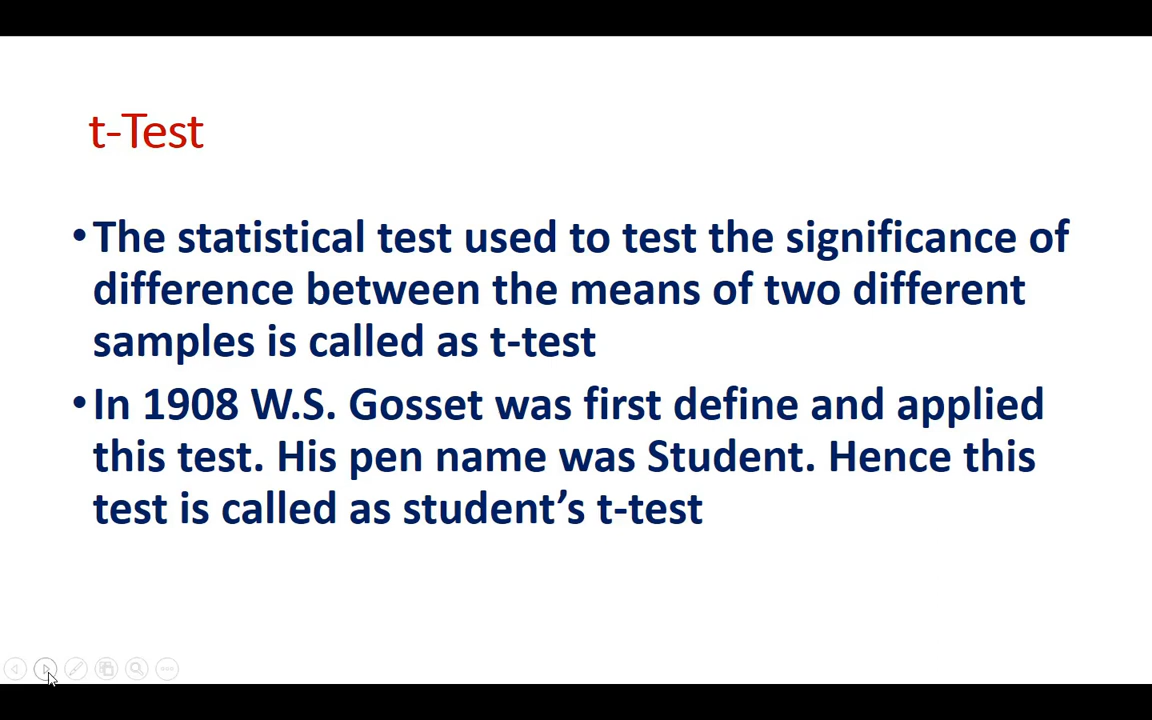 t-Test
•The statistical test used to test the significance of
difference between the means of two different
samples is called as t-test
•In 1908 W.S. Gosset was first define and applied
this test. His pen name was Student. Hence this
test is called as student’s t-test